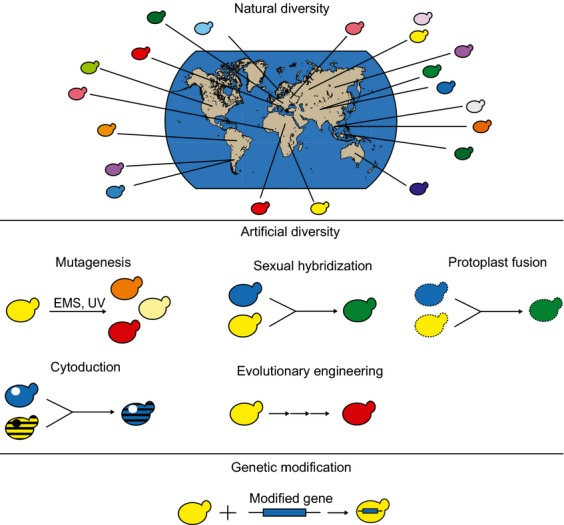 Natural diversity
Artificial diversity
Mutagenesis
EMS, UV
Sexual hybridization
Protoplast fusion
Cytoduction
Evolutionary engineering
Genetic modification
Modified gene